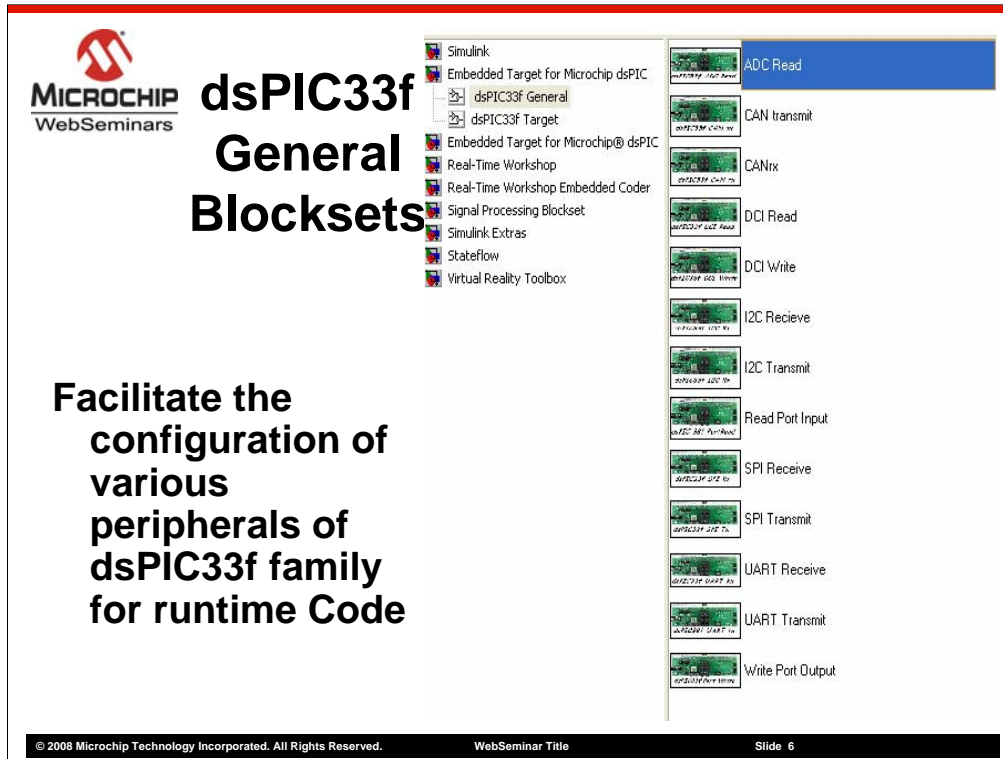 MICROCHIP
WebSeminars
dsPIC33f
General
Blocksets
Facilitate the
configuration of
various
peripherals of
dsPIC33f family
for runtime Code
Simulink
Embedded Target for Microchip dsPIC
dsPIC33f General
dsPIC33f Target
Embedded Target for Microchip® dsPIC
Real-Time Workshop
Real-Time Workshop Embedded Coder
Signal Processing Blockset
Simulink Extras
Stateflow
Virtual Reality Toolbox
ADC Read
CAN transmit
CANrx
DCI Read
DCI Write
I2C Recieve
I2C Transmit
Read Port Input
SPI Receive
SPI Transmit
UART Receive
UART Transmit
Write Port Output
© 2008 Microchip Technology Incorporated. All Rights Reserved. WebSeminar Title Slide 6